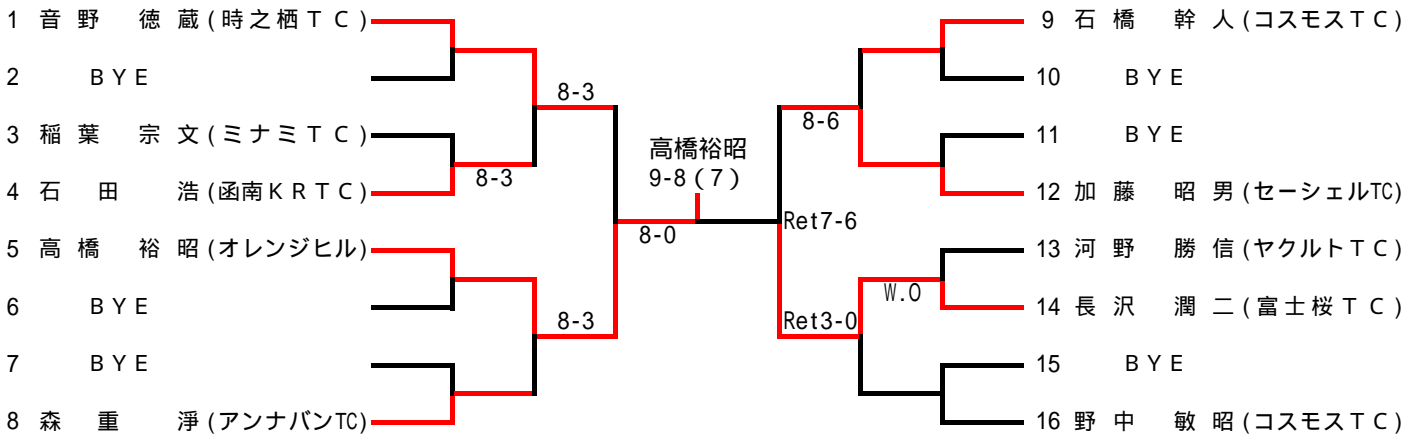 1 音野 徳蔵(時之栖TC)
2 BYE
8-3
3 稲葉 宗文(ミナミTC)
8-3
4 石田 浩(函南KRTC)
5 高橋 裕昭(オレンジヒル)
6 BYE
8-3
7 BYE
8 森重 淨(アンナバンTC)
8-0
高橋裕昭
9-8(7)
9 石橋 幹人(コスモスTC)
10 BYE
8-6
11 BYE
12 加藤 昭男(セーシェルTC)
Ret7-6
13 河野 勝信(ヤクルトTC)
W.O
14 長沢 潤二(富士桜TC)
Ret3-0
15 BYE
16 野中 敏昭(コスモスTC)